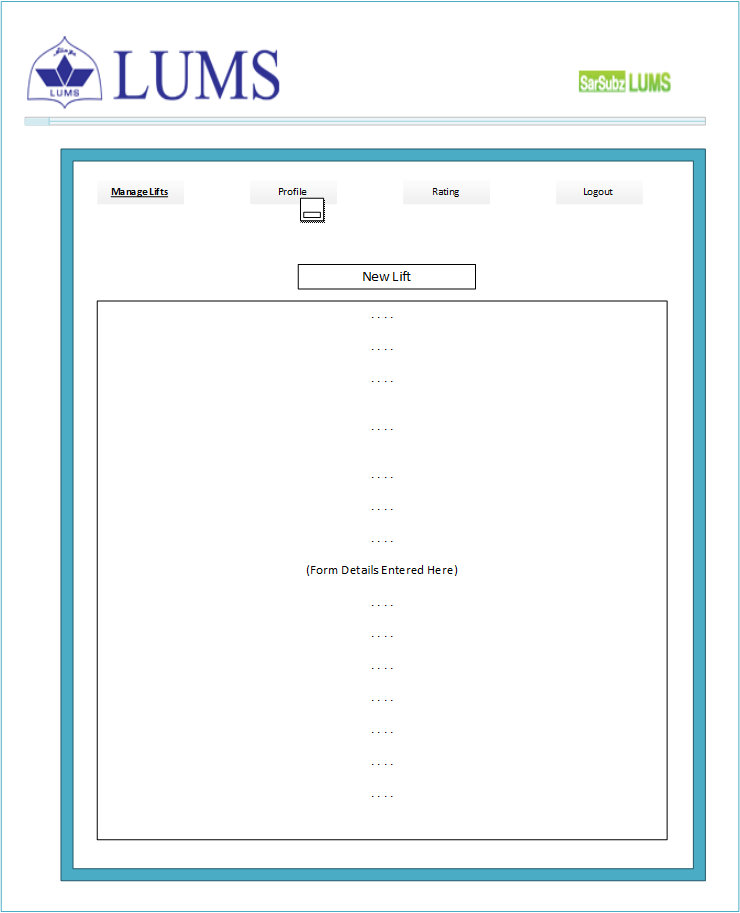 LUMS
LUMS
SarSubz LUMS
Manage Lifts
Profile
Rating
Logout
New Lift
. . . .
. . . .
. . . .
. . . .
. . . .
. . . .
. . . .
(Form Details Entered Here)
. . . .
. . . .
. . . .
. . . .
. . . .
. . . .
. . . .